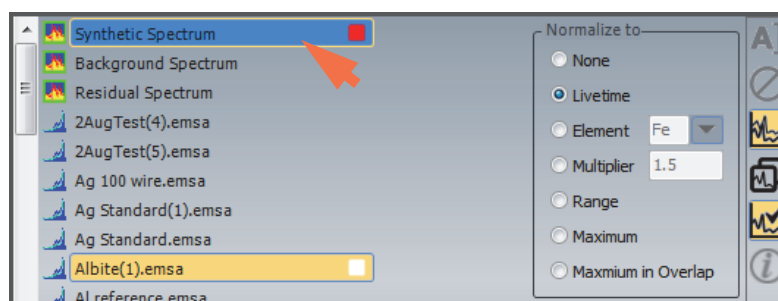 Synthetic Spectrum
Background Spectrum
Residual Spectrum
2AugTest(4).emsa
2AugTest(5).emsa
Ag 100 wire.emsa
Ag Standard(1).emsa
Ag Standard.emsa
Albite(1).emsa
Al reference.emsa
Normalize to
None
Livetime
Element Fe
Multiplier 1.5
Range
Maximum
Maxmium in Overlap